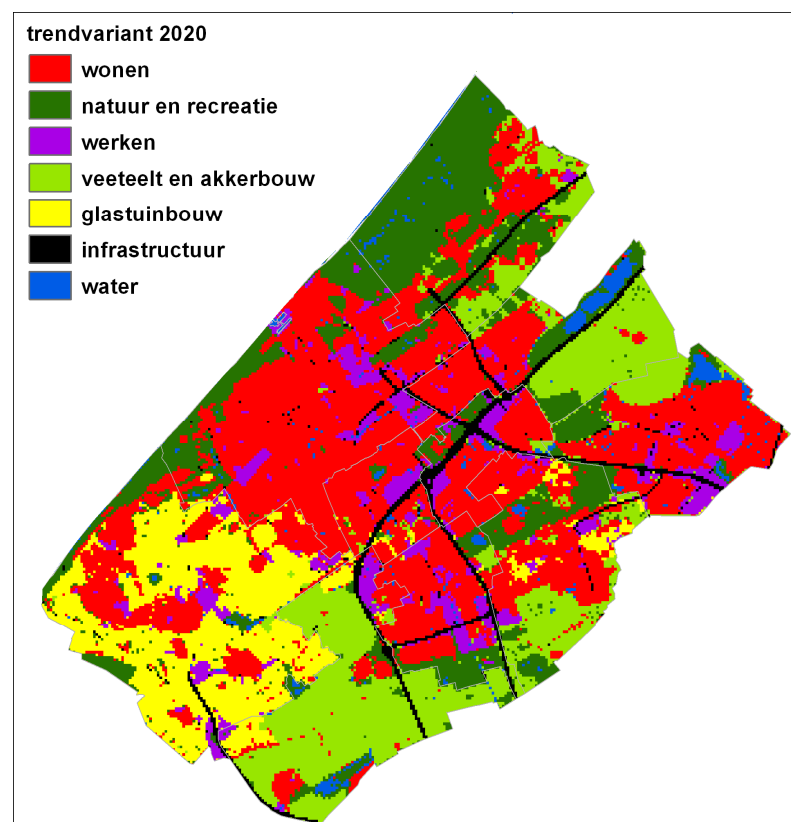 trendvariant 2020
wonen
natuur en recreatie
werken
veeteelt en akkerbouw
glastuinbouw
infrastructuur
water